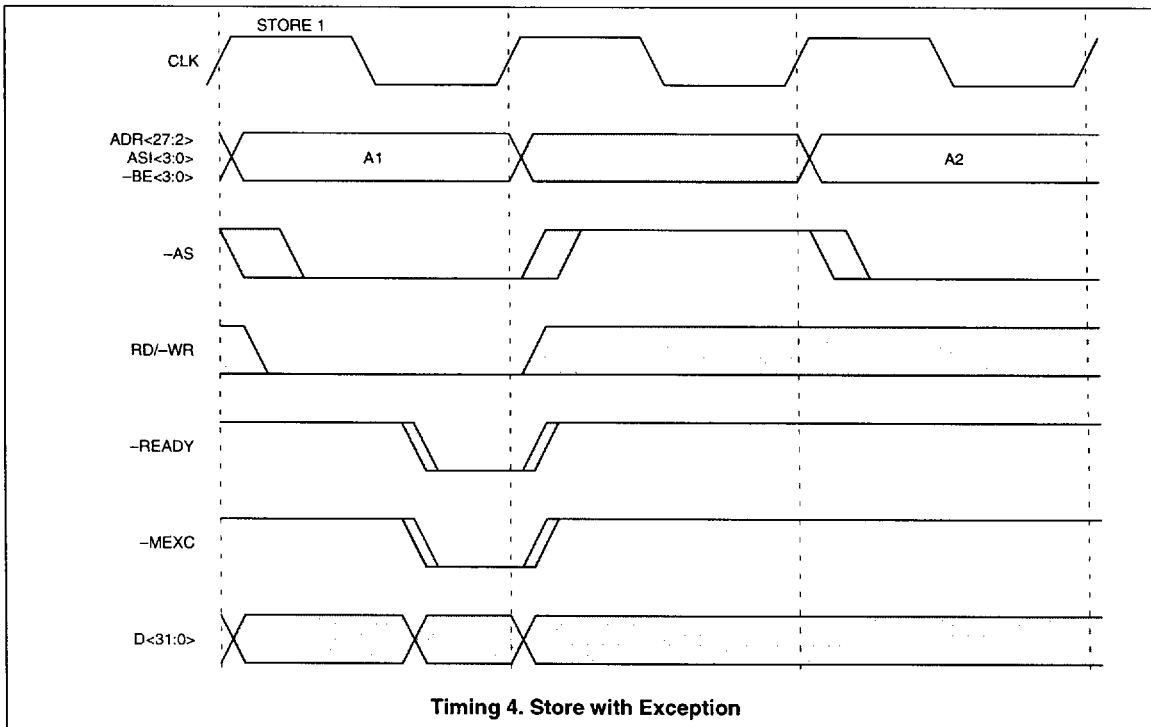 STORE 1
CLK
ADR<27:2>
ASI<3:0>
–BE<3:0>
A1
A2
–AS
RD/–WR
–READY
–MEXC
D<31:0>
Timing 4. Store with Exception